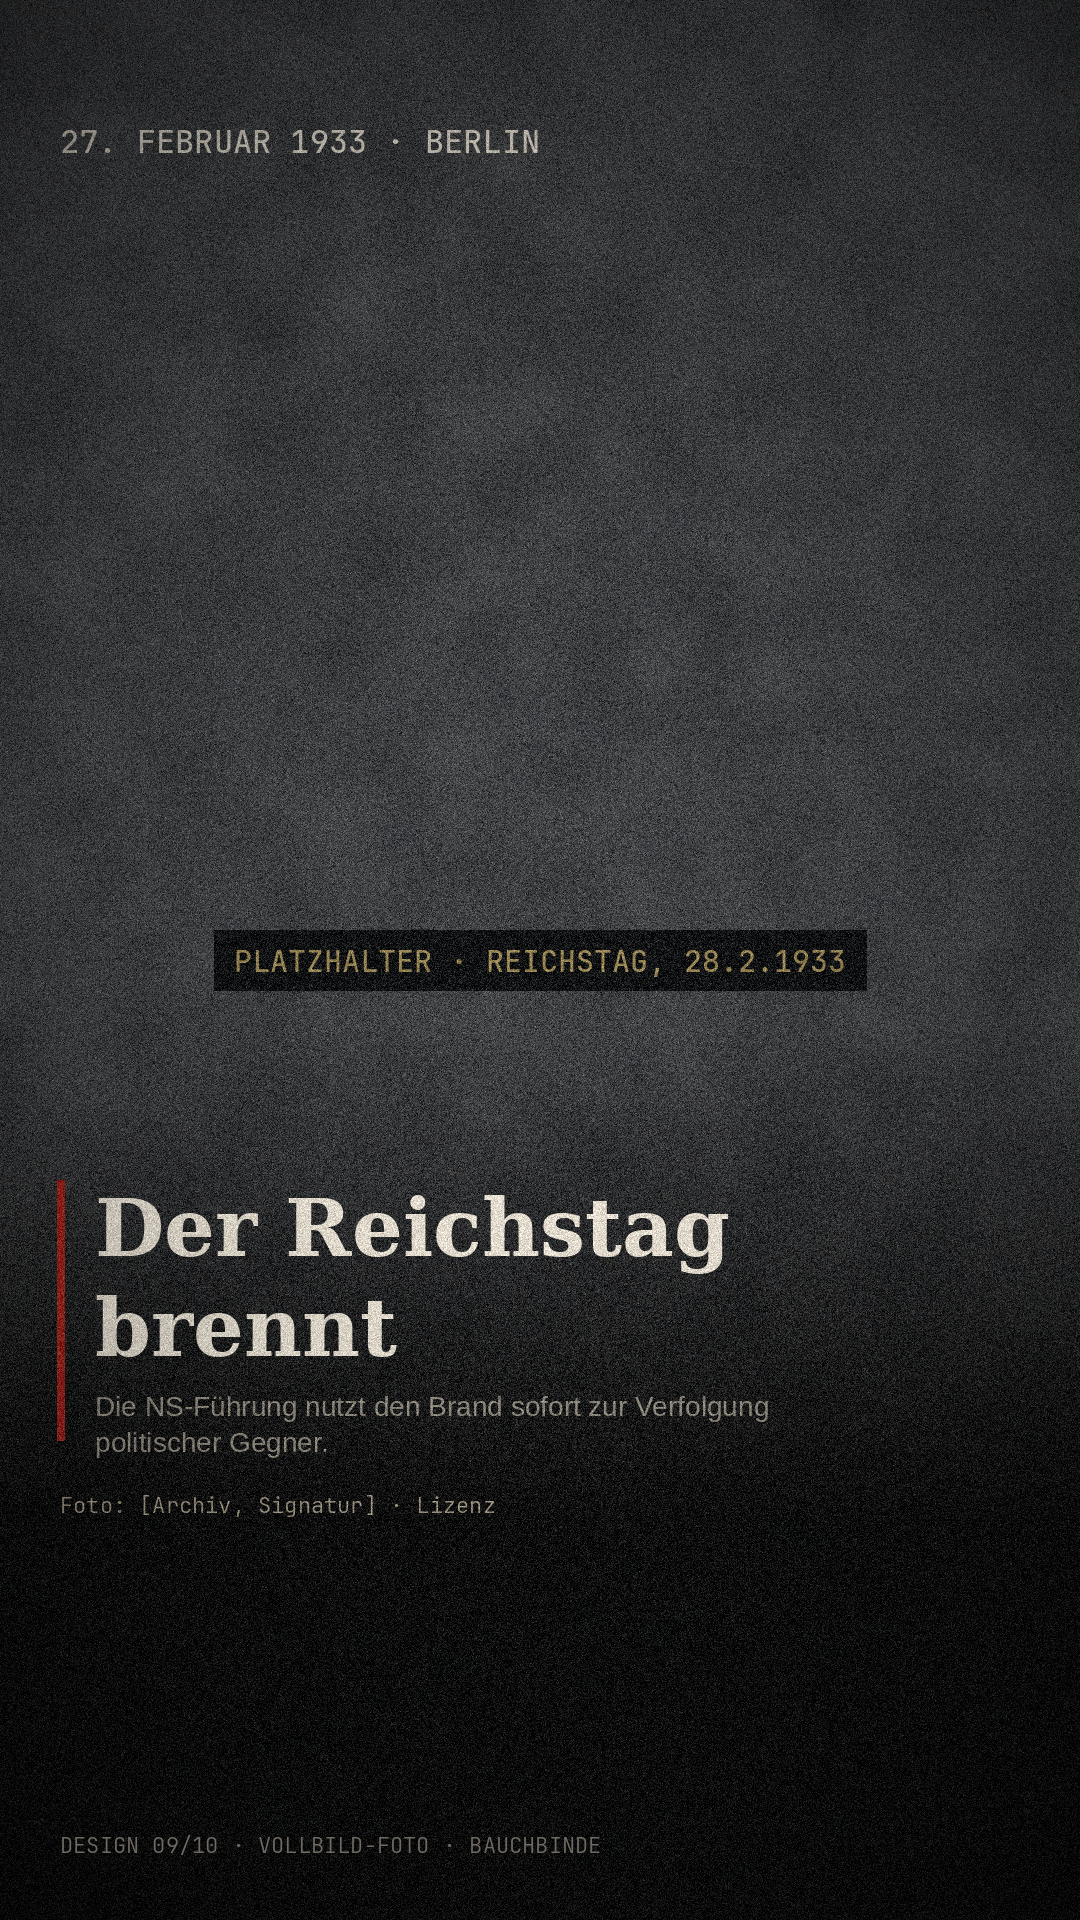 27. FEBRUAR 1933 · BERLIN
PLATZHALTER · REICHSTAG, 28.2.1933
Der Reichstag
brennt
Die NS-Führung nutzt den Brand sofort zur Verfolgung
politischer Gegner.
Foto: [Archiv, Signatur] · Lizenz
DESIGN 09/10 · VOLLBILD-FOTO · BAUCHBINDE